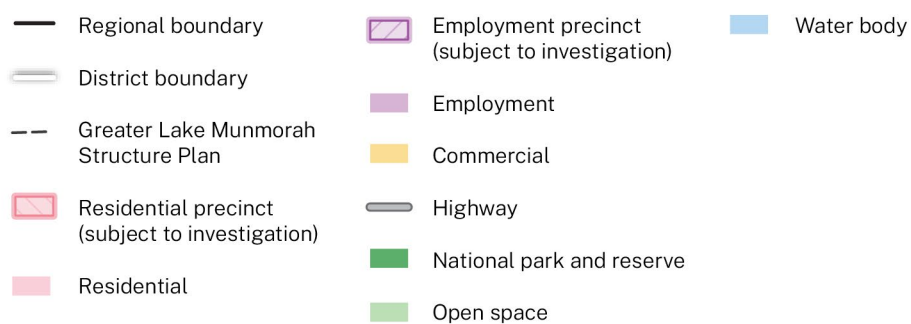 Regional boundary
District boundary
Greater Lake Munmorah
Structure Plan
Residential precinct
(subject to investigation)
Residential
Employment precinct
(subject to investigation)
Employment
Commercial
Highway
National park and reserve
Open space
Water body